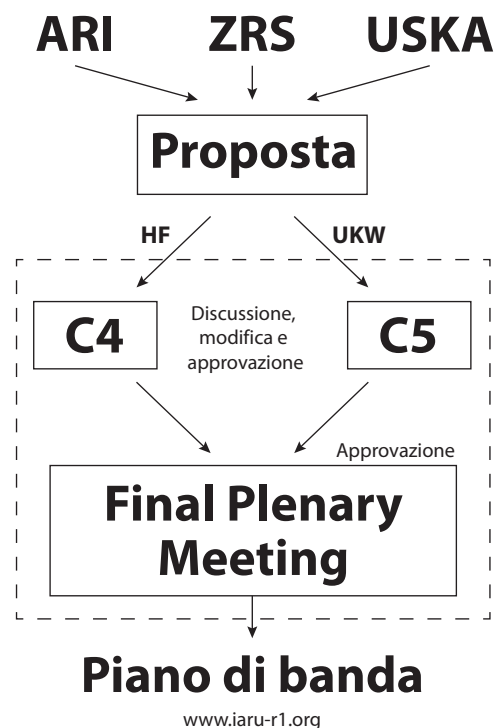 ARI ZRS USKA
Proposta
HF UKW
C4
Discussione,
modifica e
approvazione
C5
Approvazione
Final Plenary
Meeting
Piano di banda
www.iaru-r1.org